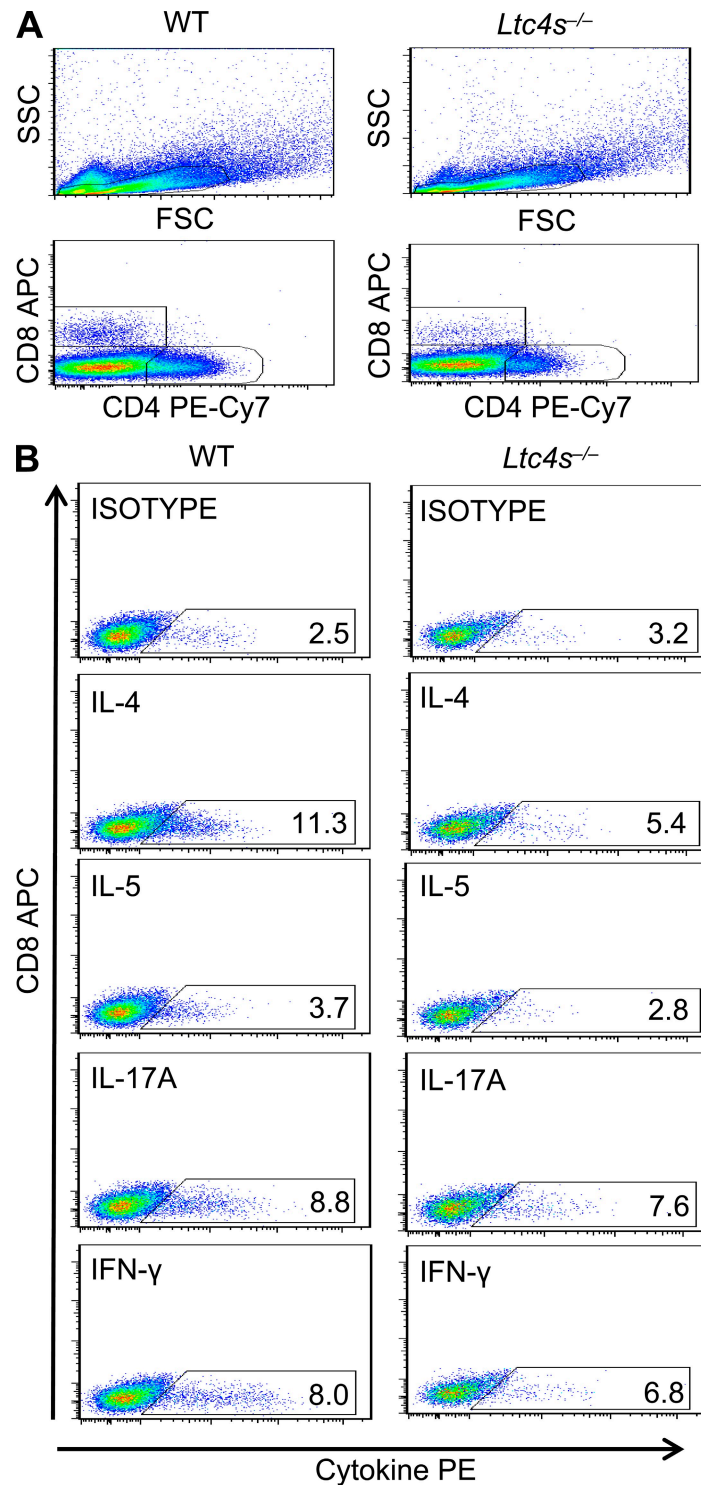 A
WT
Ltc4s–/–
SSC
SSC
FSC
FSC
CD8 APC
CD8 APC
CD4 PE-Cy7
CD4 PE-Cy7
B
WT
Ltc4s–/–
ISOTYPE
2.5
ISOTYPE
3.2
IL-4
11.3
IL-4
5.4
IL-5
3.7
IL-5
2.8
IL-17A
8.8
IL-17A
7.6
IFN-γ
8.0
IFN-γ
6.8
CD8 APC
Cytokine PE